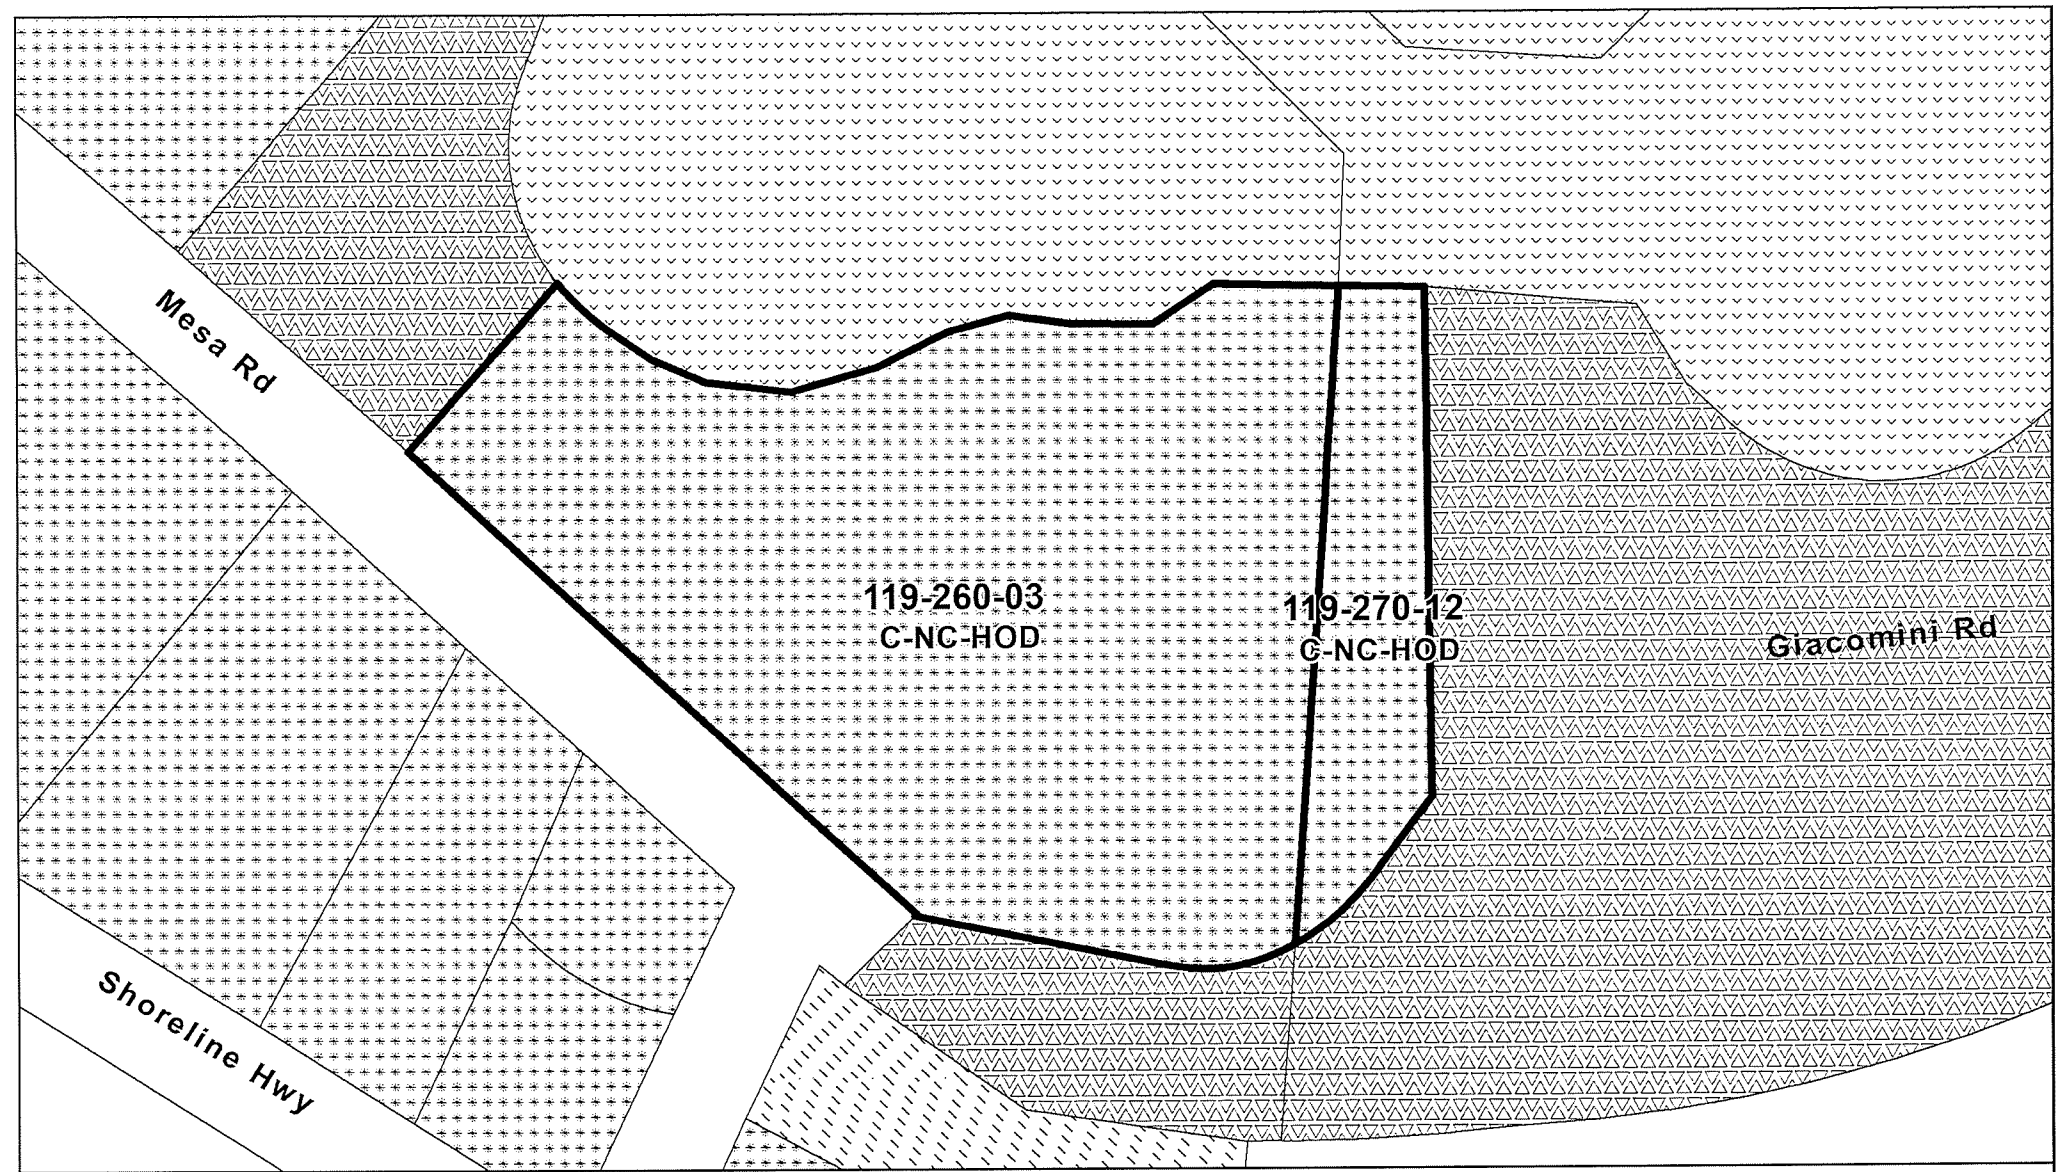 Mesa Rd
119-260-03
C-NC-HOD
119-270-12
C-NC-HOD
Giacomini Rd
Shoreline Hwy